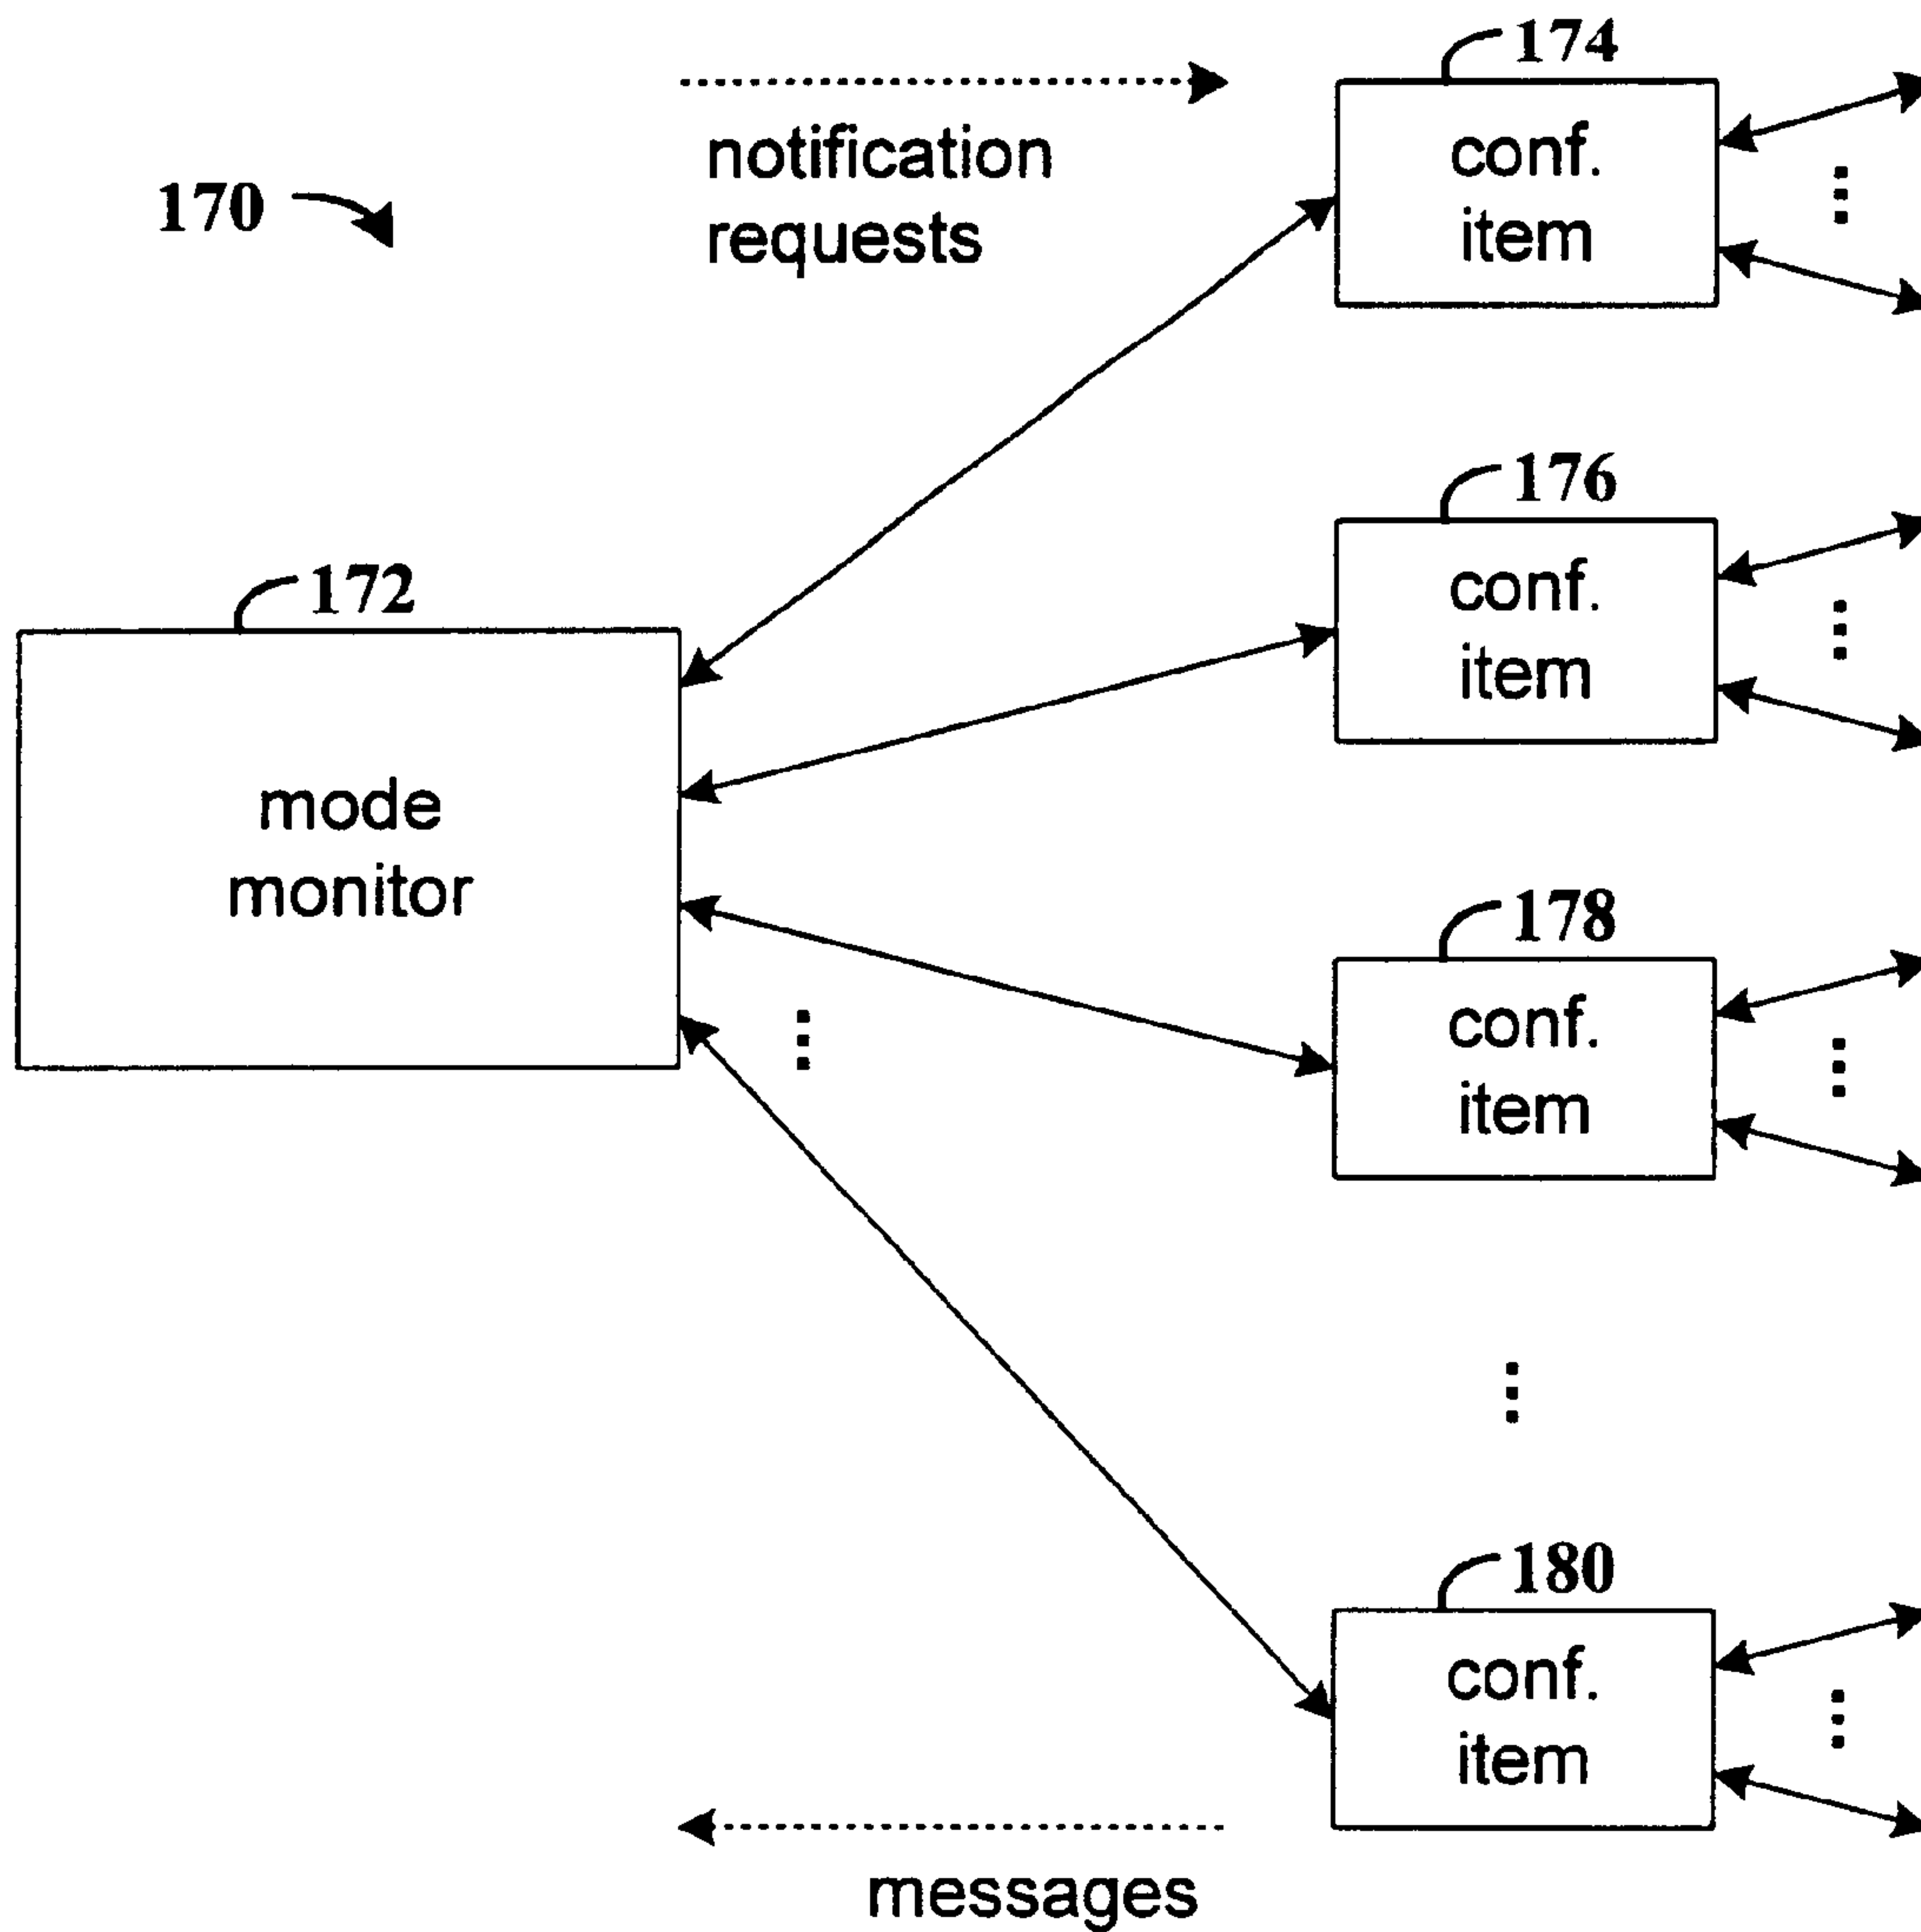 174
notification
requests
170
conf.
item
176
conf.
item
172
mode
monitor
178
conf.
item
180
conf.
item
messages